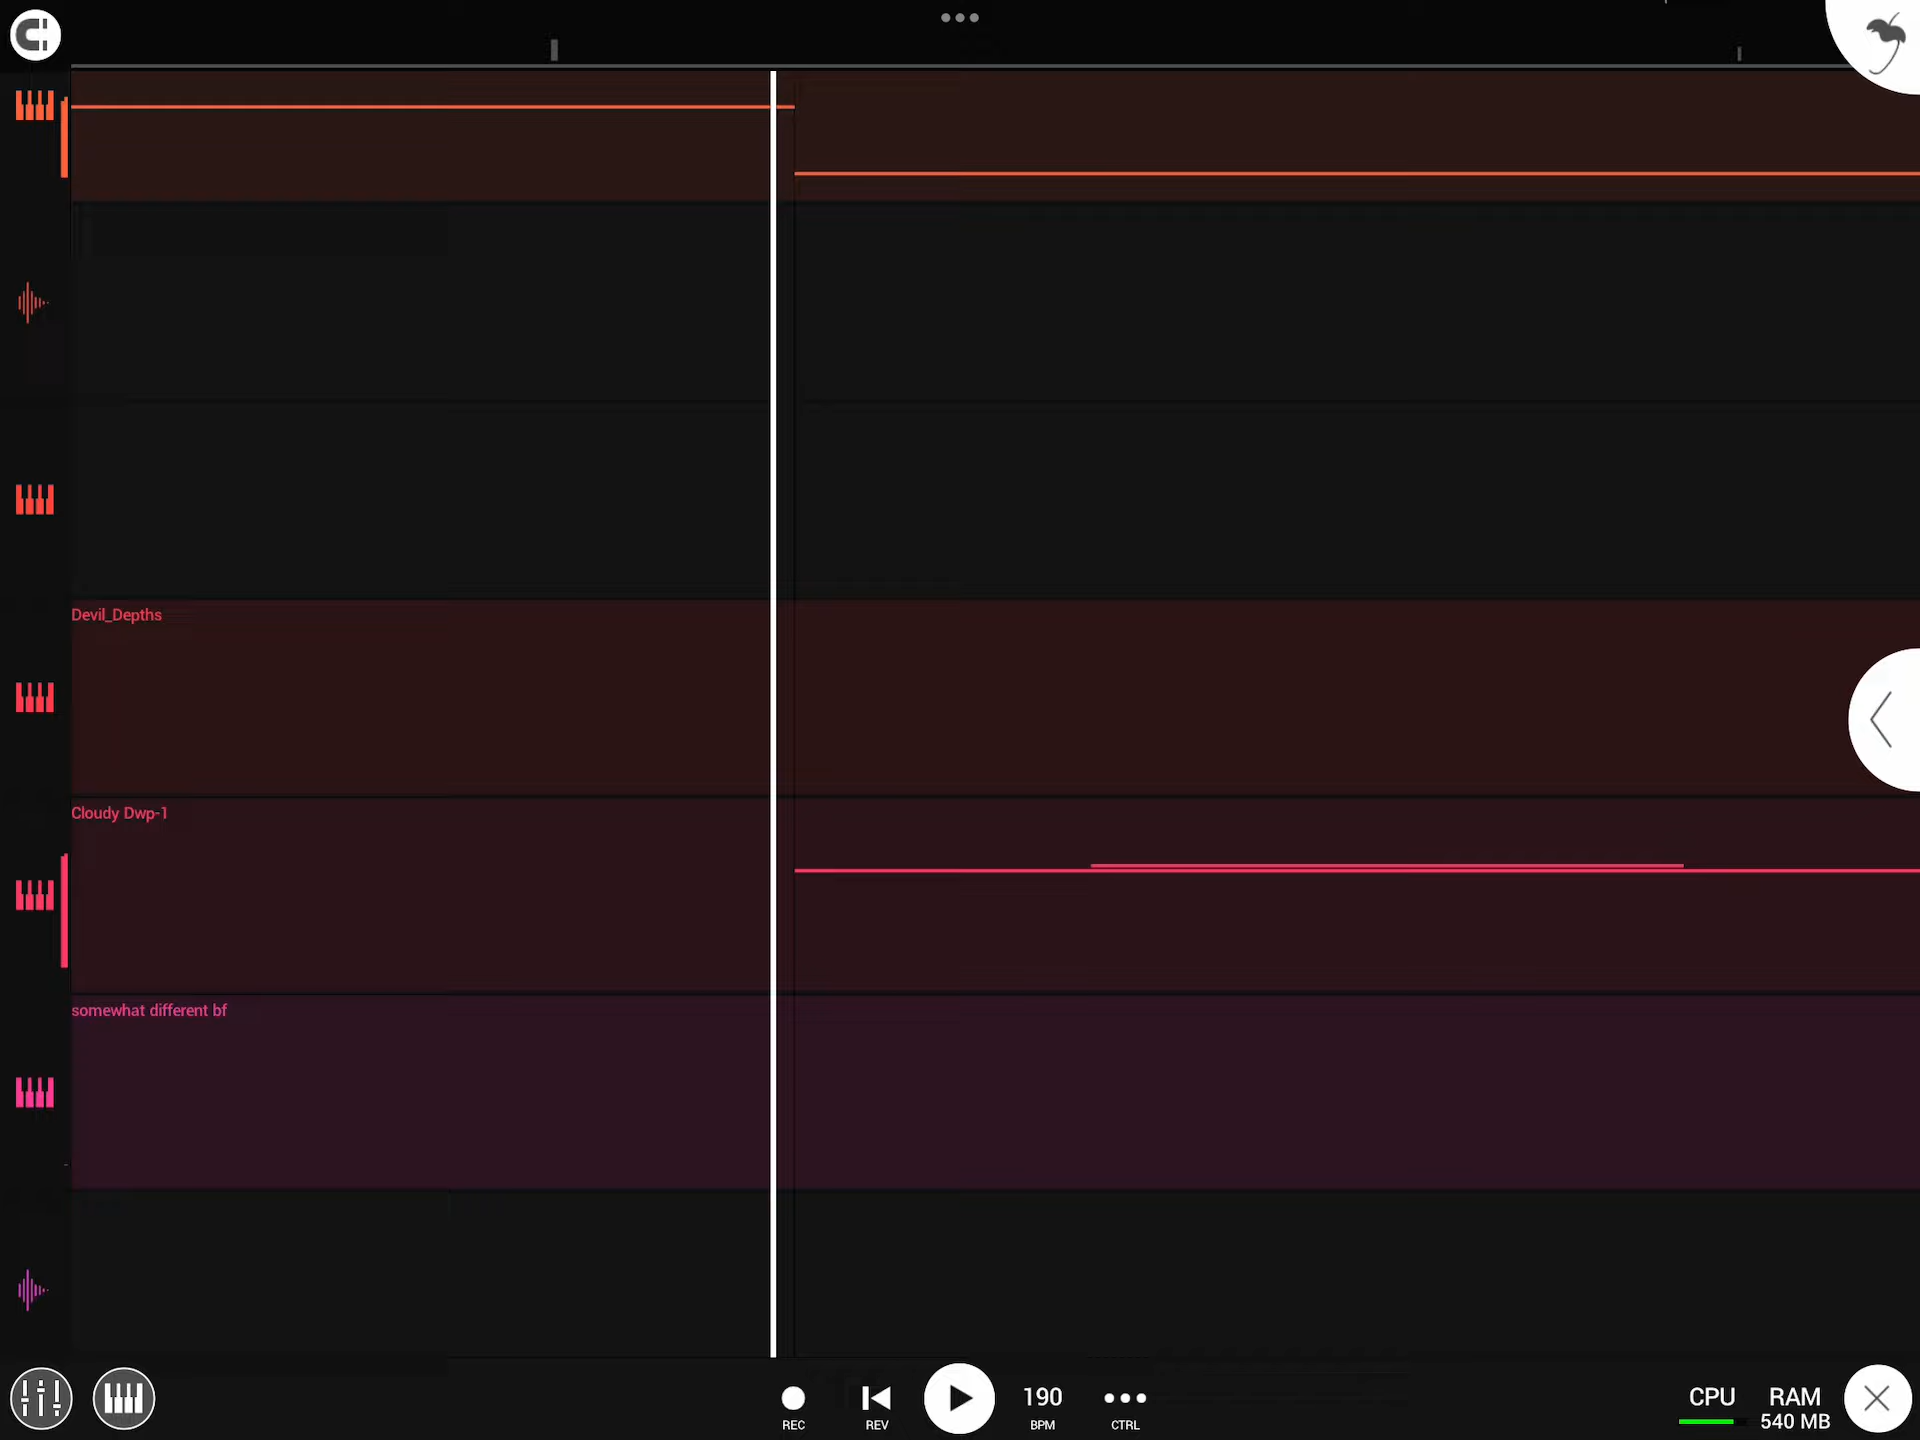 Devil_Depths
Cloudy Dwp-1
somewhat different bf
190
CPU
RAM
REC
REV
BPM
CTRL
540 MB